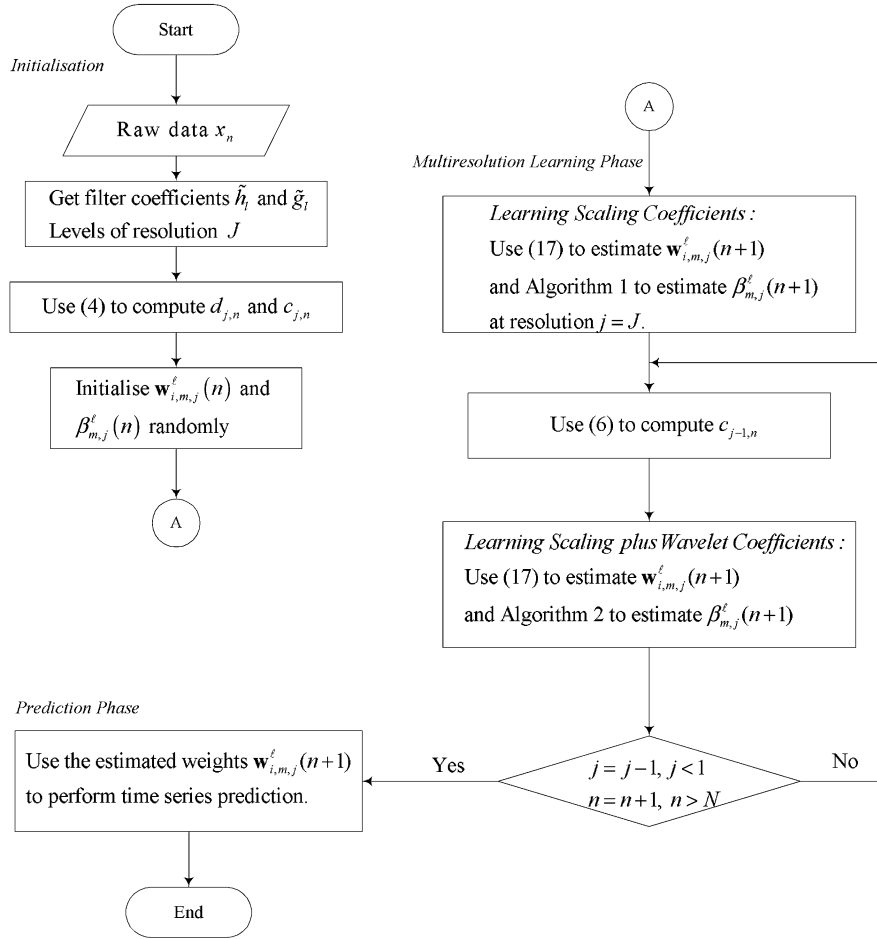 Start
Initialisation
Raw data xₙ
Get filter coefficients h̃ₗ and g̃ₗ
Levels of resolution J
Use (4) to compute d_{j,n} and c_{j,n}
Initialise w^ℓ_{i,m,j}(n) and
β^ℓ_{m,j}(n) randomly
A
A
Multiresolution Learning Phase
Learning Scaling Coefficients :
Use (17) to estimate w^ℓ_{i,m,j}(n+1)
and Algorithm 1 to estimate β^ℓ_{m,j}(n+1)
at resolution j = J.
Use (6) to compute c_{j−1,n}
Learning Scaling plus Wavelet Coefficients :
Use (17) to estimate w^ℓ_{i,m,j}(n+1)
and Algorithm 2 to estimate β^ℓ_{m,j}(n+1)
j = j−1, j < 1
n = n+1, n > N
No
Yes
Prediction Phase
Use the estimated weights w^ℓ_{i,m,j}(n+1)
to perform time series prediction.
End